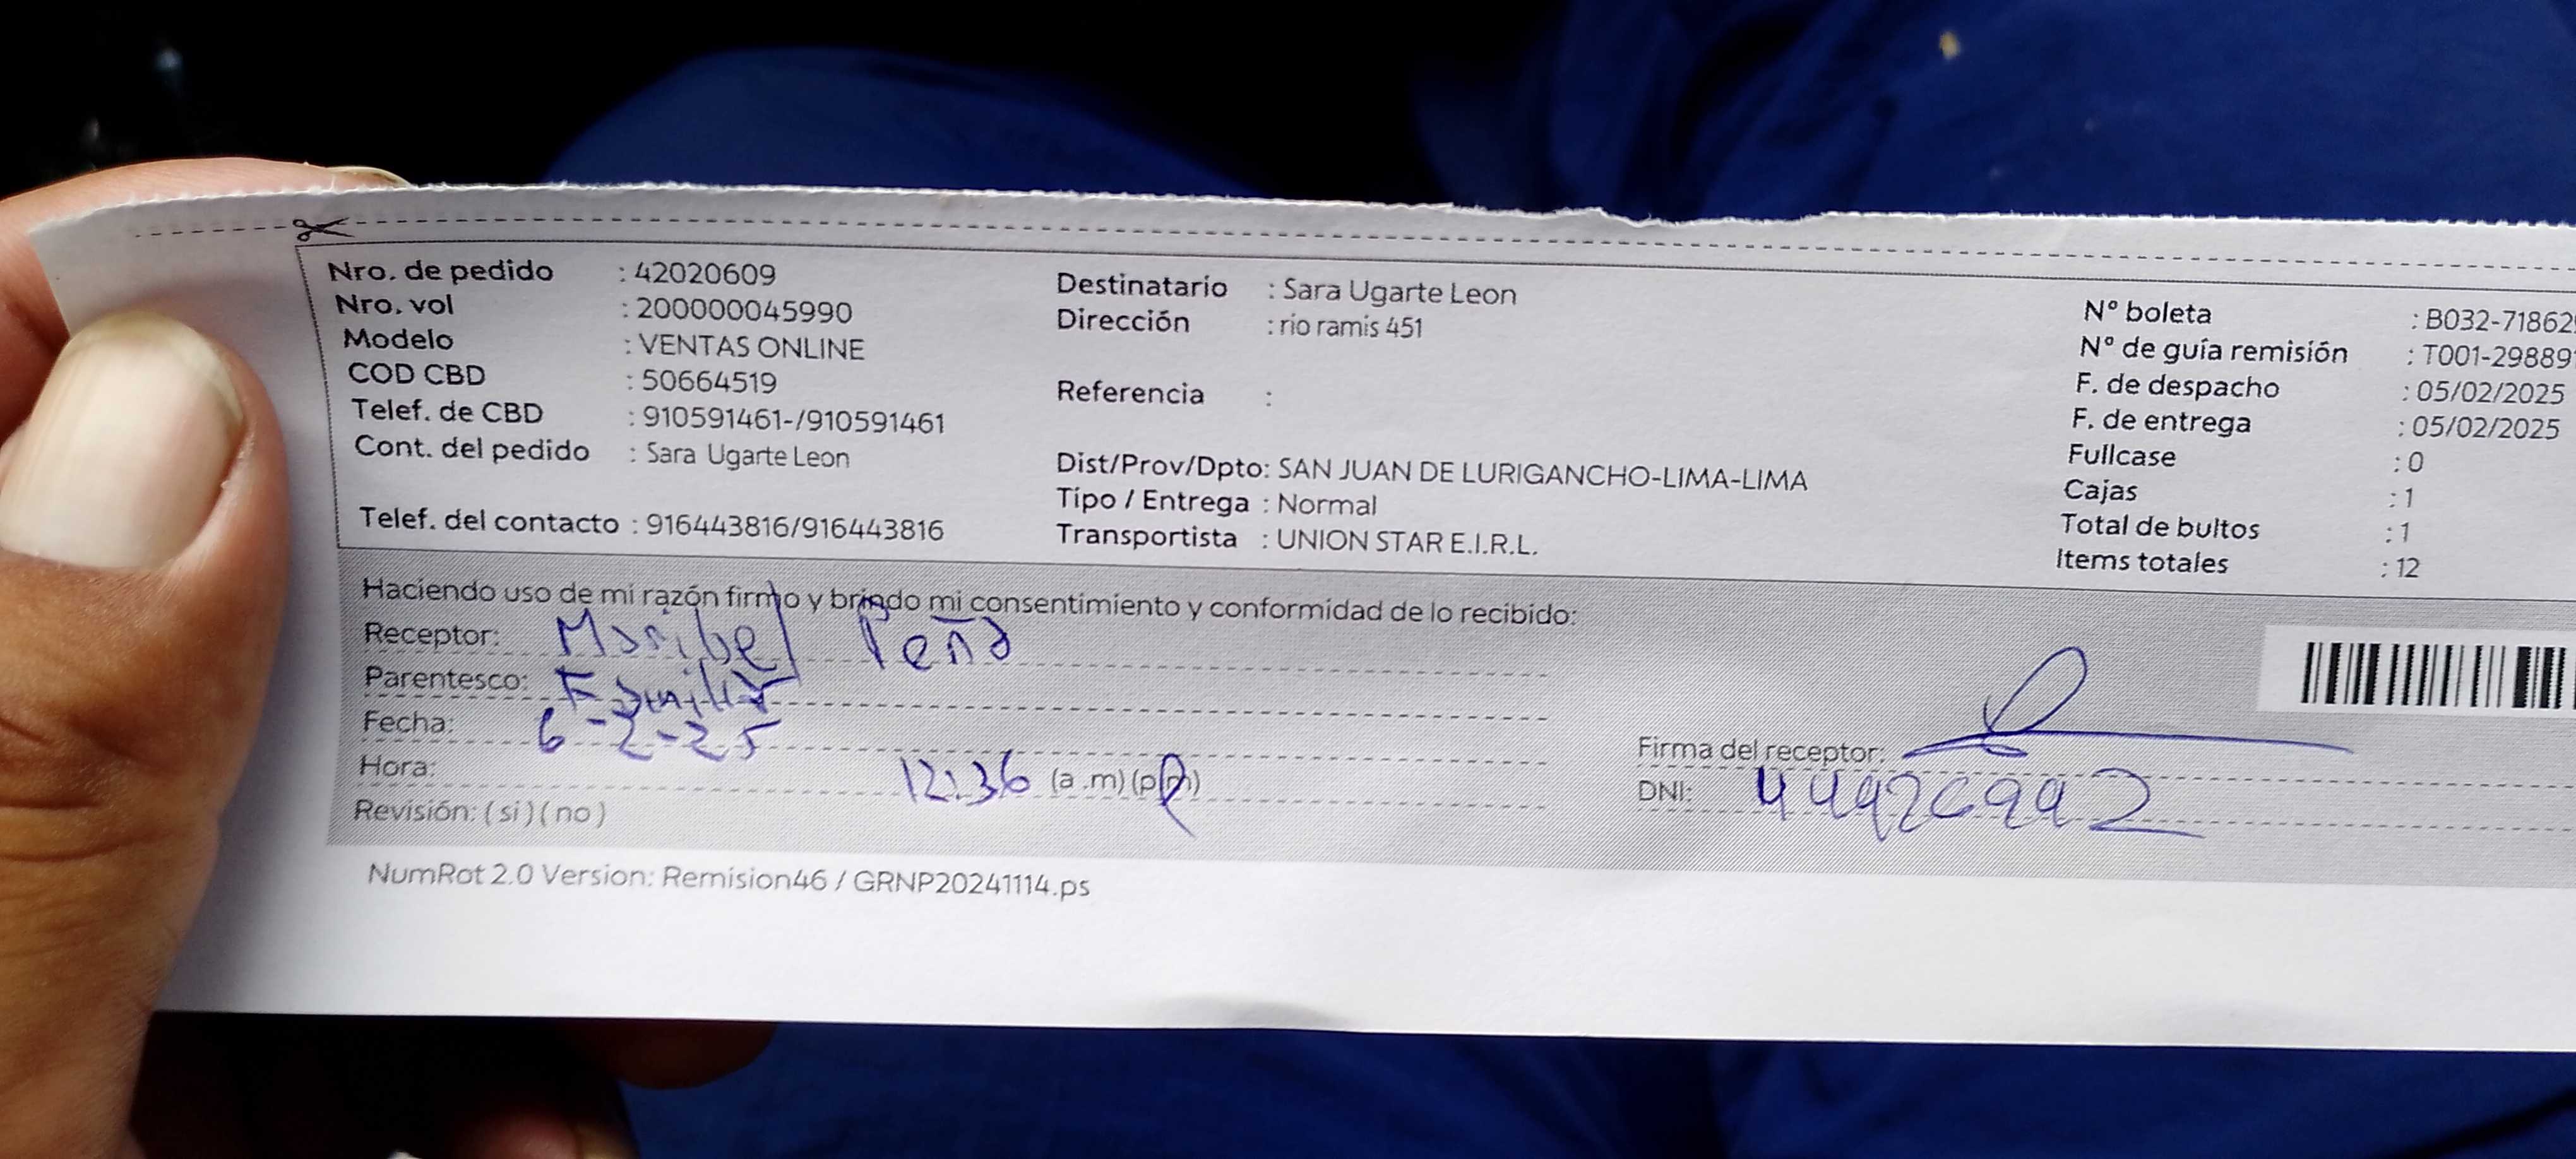 Nro. de pedido : 42020609
Nro. vol : 200000045990
Modelo : VENTAS ONLINE
COD CBD : 50664519
Telef. de CBD : 910591461-/910591461
Cont. del pedido : Sara Ugarte Leon
Telef. del contacto : 916443816/916443816
Destinatario : Sara Ugarte Leon
Dirección : rio ramis 451
Referencia :
Dist/Prov/Dpto: SAN JUAN DE LURIGANCHO-LIMA-LIMA
Tipo / Entrega : Normal
Transportista : UNION STAR E.I.R.L.
N° boleta : B032-71862
N° de guía remisión : T001-29889
F. de despacho : 05/02/2025
F. de entrega : 05/02/2025
Fullcase : 0
Cajas : 1
Total de bultos : 1
Items totales : 12
Haciendo uso de mi razón firmo y brindo mi consentimiento y conformidad de lo recibido:
Receptor: Maribel Peña
Parentesco: Familiar
Fecha: 6-2-25
Hora: 12:36 (a .m) (p.m)
Revisión: ( si ) ( no )
Firma del receptor:
DNI:
NumRot 2.0 Version: Remision46 / GRNP20241114.ps